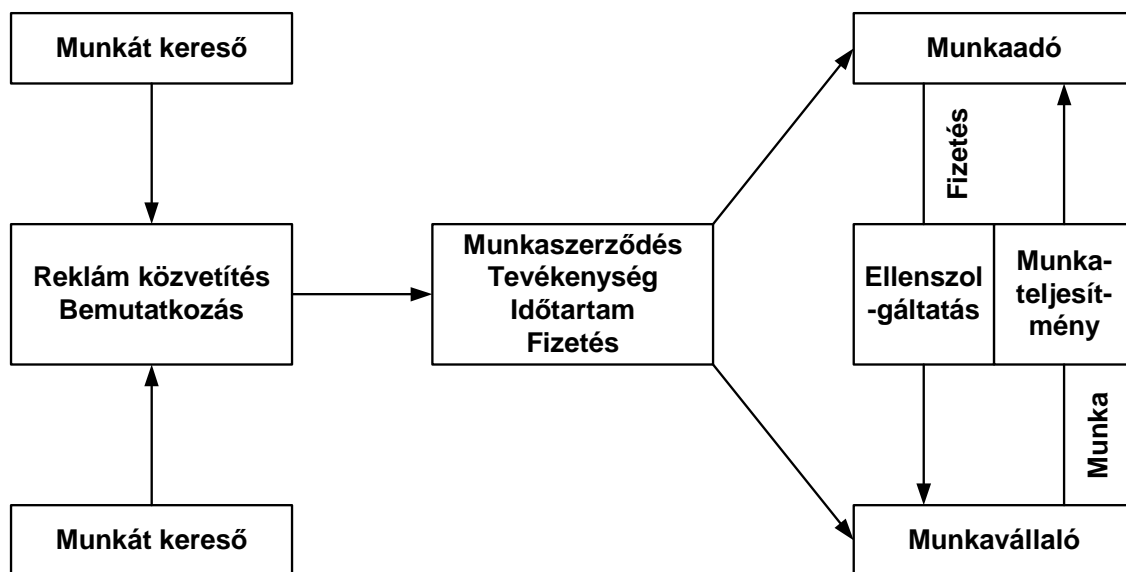 Munkát kereső
Munkaadó
Fizetés
Reklám közvetítés
Bemutatkozás
Munkaszerződés
Tevékenység
Időtartam
Fizetés
Ellenszol
-gáltatás
Munka-
teljesít-
mény
Munka
Munkát kereső
Munkavállaló